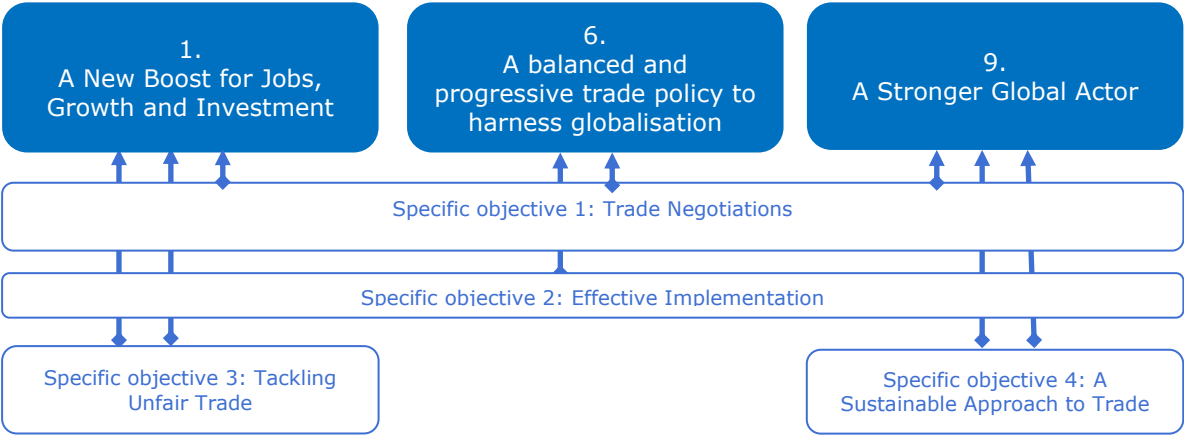 1.
A New Boost for Jobs,
Growth and Investment
6.
A balanced and
progressive trade policy to
harness globalisation
9.
A Stronger Global Actor
Specific objective 1: Trade Negotiations
Specific objective 2: Effective Implementation
Specific objective 3: Tackling
Unfair Trade
Specific objective 4: A
Sustainable Approach to Trade